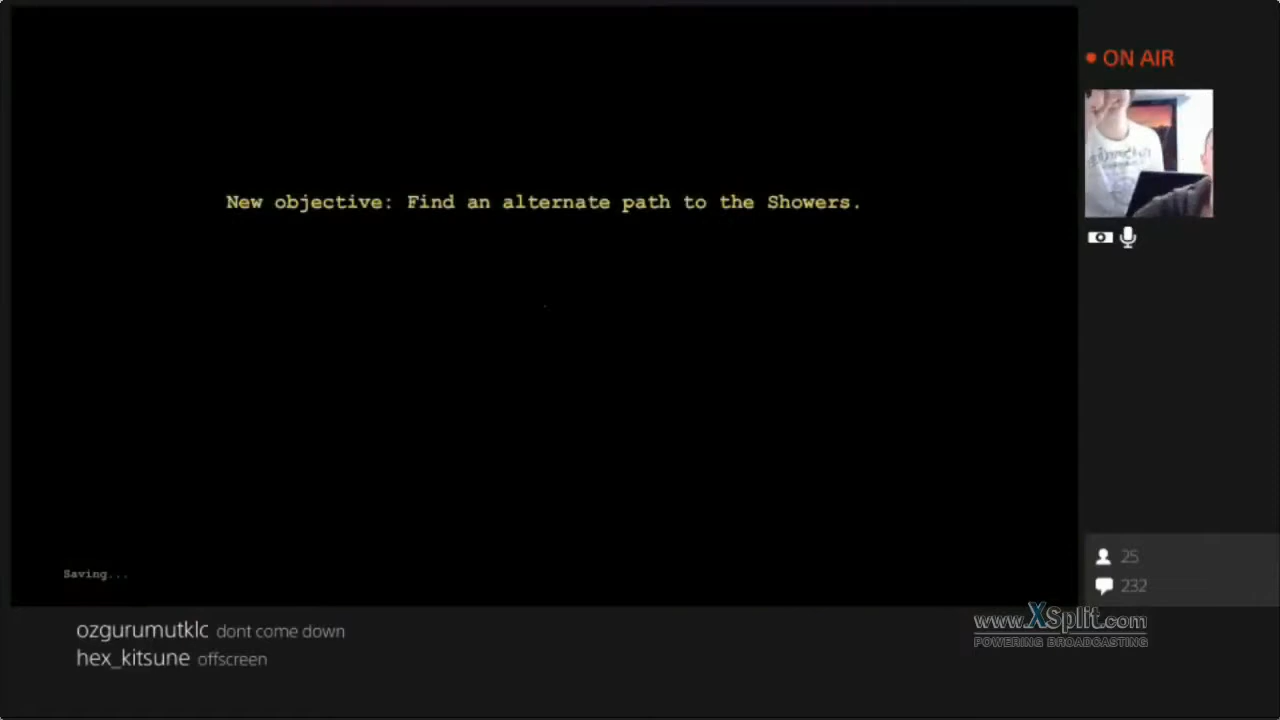 ON AIR
New objective: Find an alternate path to the Showers.
Saving...
25
232
www.XSplit.com
POWERING BROADCASTING
ozgurumutklc dont come down
hex_kitsune offscreen